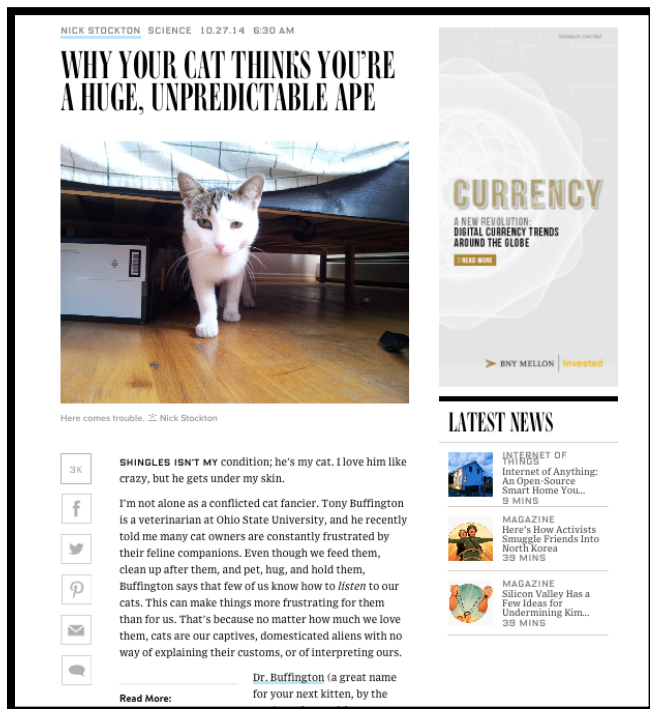 NICK STOCKTON SCIENCE 10.27.14 6:30 AM
WHY YOUR CAT THINKS YOU'RE
A HUGE, UNPREDICTABLE APE
Here comes trouble. Nick Stockton
3K
SHINGLES ISN'T MY condition; he's my cat. I love him like
crazy, but he gets under my skin.
I'm not alone as a conflicted cat fancier. Tony Buffington
is a veterinarian at Ohio State University, and he recently
told me many cat owners are constantly frustrated by
their feline companions. Even though we feed them,
clean up after them, and pet, hug, and hold them,
Buffington says that few of us know how to listen to our
cats. This can make things more frustrating for them
than for us. That's because no matter how much we love
them, cats are our captives, domesticated aliens with no
way of explaining their customs, or of interpreting ours.
Read More:
Dr. Buffington (a great name
for your next kitten, by the
SPONSOR CONTENT
CURRENCY
A NEW REVOLUTION:
DIGITAL CURRENCY TRENDS
AROUND THE GLOBE
READ MORE
BNY MELLON Invested
LATEST NEWS
INTERNET OF
THINGS
Internet of Anything:
An Open-Source
Smart Home You...
9 MINS
MAGAZINE
Here's How Activists
Smuggle Friends Into
North Korea
39 MINS
MAGAZINE
Silicon Valley Has a
Few Ideas for
Undermining Kim...
39 MINS